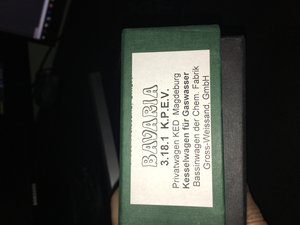 BAVARIA
3.18.1 K.P.E.V.
Privatwagen KED Magdeburg
Kesselwagen für Gaswasser
Bassinwagen der Chem. Fabrik
Gross-Weissand. GmbH